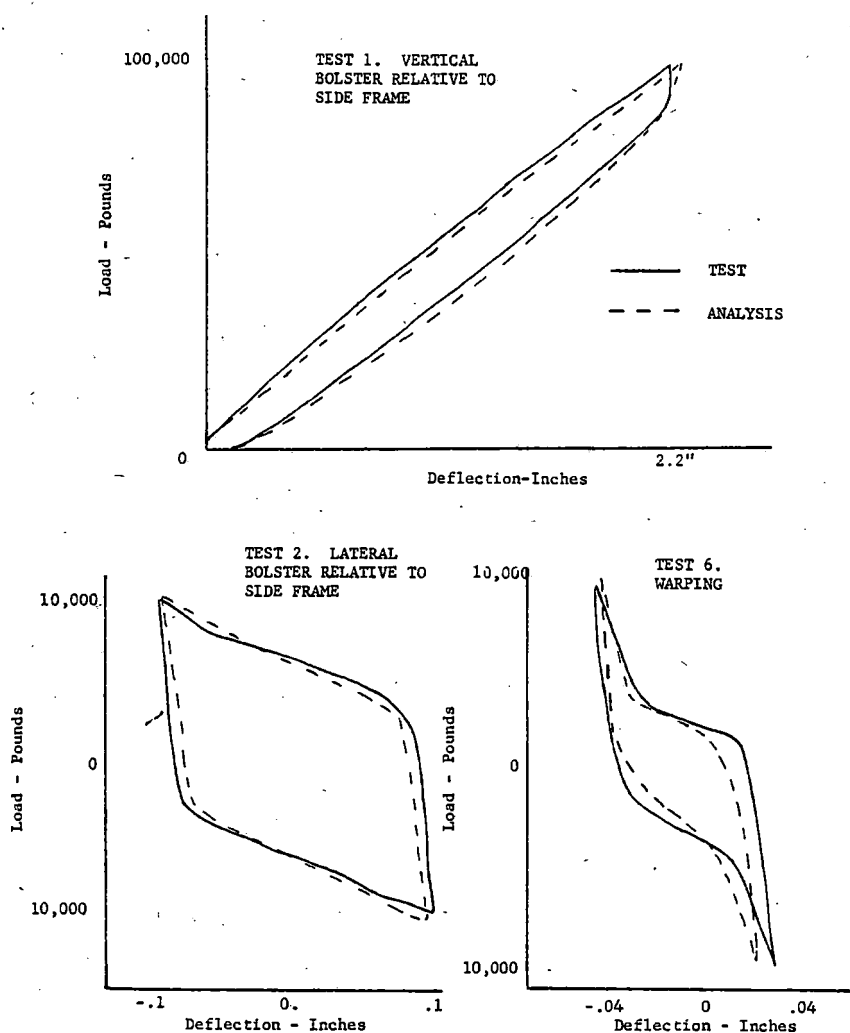 100,000
TEST 1. VERTICAL
BOLSTER RELATIVE TO
SIDE FRAME
Load - Pounds
TEST
ANALYSIS
0
2.2"
Deflection-Inches
TEST 2. LATERAL
BOLSTER RELATIVE TO
SIDE FRAME
10,000
0
10,000
Load - Pounds
-.1
0
.1
Deflection - Inches
TEST 6.
WARPING
10,000
0
10,000
Load - Pounds
-.04
0
.04
Deflection - Inches